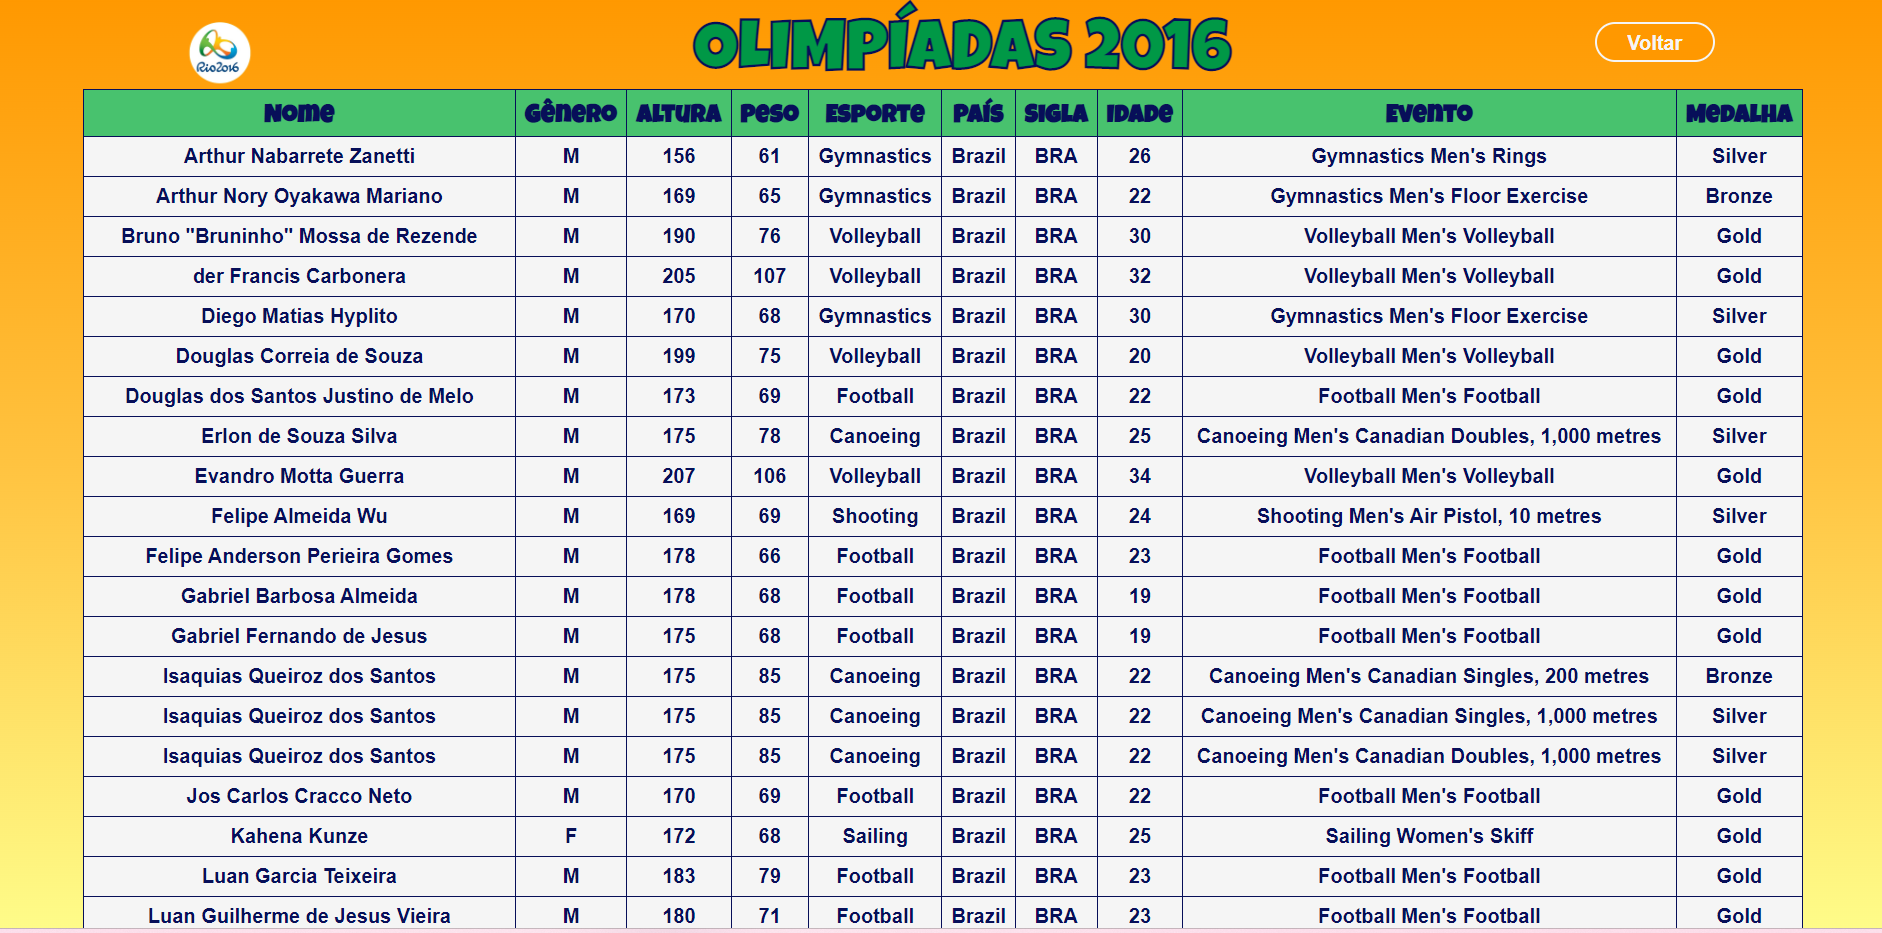 OLIMPÍADAS 2016
Rio2016
Voltar
Nome Gênero Altura Peso Esporte País Sigla Idade Evento Medalha
Arthur Nabarrete Zanetti M 156 61 Gymnastics Brazil BRA 26 Gymnastics Men's Rings Silver
Arthur Nory Oyakawa Mariano M 169 65 Gymnastics Brazil BRA 22 Gymnastics Men's Floor Exercise Bronze
Bruno "Bruninho" Mossa de Rezende M 190 76 Volleyball Brazil BRA 30 Volleyball Men's Volleyball Gold
der Francis Carbonera M 205 107 Volleyball Brazil BRA 32 Volleyball Men's Volleyball Gold
Diego Matias Hyplito M 170 68 Gymnastics Brazil BRA 30 Gymnastics Men's Floor Exercise Silver
Douglas Correia de Souza M 199 75 Volleyball Brazil BRA 20 Volleyball Men's Volleyball Gold
Douglas dos Santos Justino de Melo M 173 69 Football Brazil BRA 22 Football Men's Football Gold
Erlon de Souza Silva M 175 78 Canoeing Brazil BRA 25 Canoeing Men's Canadian Doubles, 1,000 metres Silver
Evandro Motta Guerra M 207 106 Volleyball Brazil BRA 34 Volleyball Men's Volleyball Gold
Felipe Almeida Wu M 169 69 Shooting Brazil BRA 24 Shooting Men's Air Pistol, 10 metres Silver
Felipe Anderson Perieira Gomes M 178 66 Football Brazil BRA 23 Football Men's Football Gold
Gabriel Barbosa Almeida M 178 68 Football Brazil BRA 19 Football Men's Football Gold
Gabriel Fernando de Jesus M 175 68 Football Brazil BRA 19 Football Men's Football Gold
Isaquias Queiroz dos Santos M 175 85 Canoeing Brazil BRA 22 Canoeing Men's Canadian Singles, 200 metres Bronze
Isaquias Queiroz dos Santos M 175 85 Canoeing Brazil BRA 22 Canoeing Men's Canadian Singles, 1,000 metres Silver
Isaquias Queiroz dos Santos M 175 85 Canoeing Brazil BRA 22 Canoeing Men's Canadian Doubles, 1,000 metres Silver
Jos Carlos Cracco Neto M 170 69 Football Brazil BRA 22 Football Men's Football Gold
Kahena Kunze F 172 68 Sailing Brazil BRA 25 Sailing Women's Skiff Gold
Luan Garcia Teixeira M 183 79 Football Brazil BRA 23 Football Men's Football Gold
Luan Guilherme de Jesus Vieira M 180 71 Football Brazil BRA 23 Football Men's Football Gold